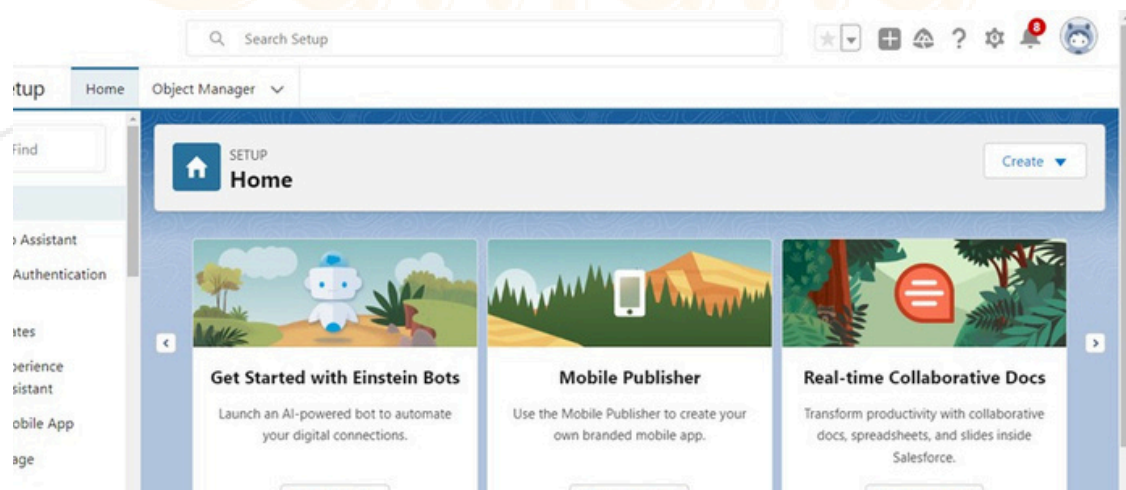 Search Setup
8
etup
Home
Object Manager
Find
SETUP
Home
Create
Assistant
Authentication
ates
perience
sistant
obile App
age
Get Started with Einstein Bots
Launch an AI-powered bot to automate
your digital connections.
Mobile Publisher
Use the Mobile Publisher to create your
own branded mobile app.
Real-time Collaborative Docs
Transform productivity with collaborative
docs, spreadsheets, and slides inside
Salesforce.